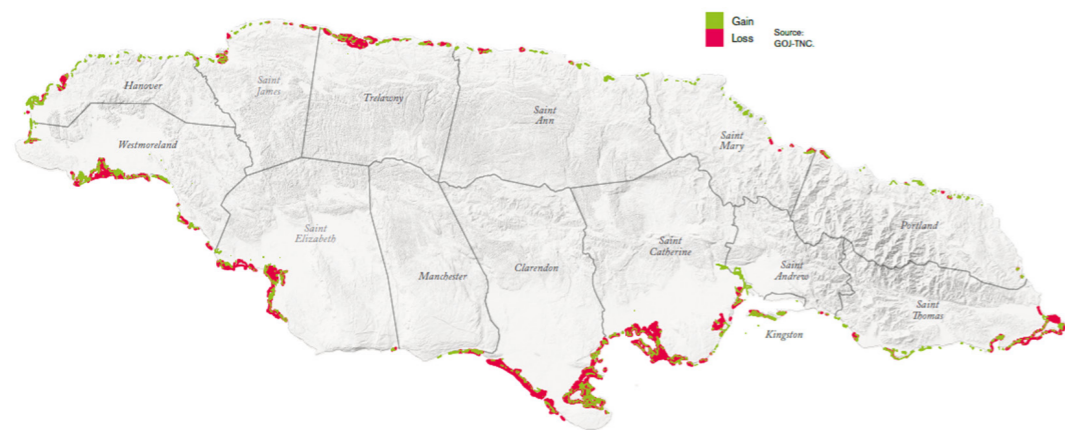 Gain
Loss
Source:
GOJ-TNC.
Hanover
Saint
James
Trelawny
Saint
Ann
Saint
Mary
Westmoreland
Saint
Elizabeth
Manchester
Clarendon
Saint
Catherine
Saint
Andrew
Portland
Saint
Thomas
Kingston